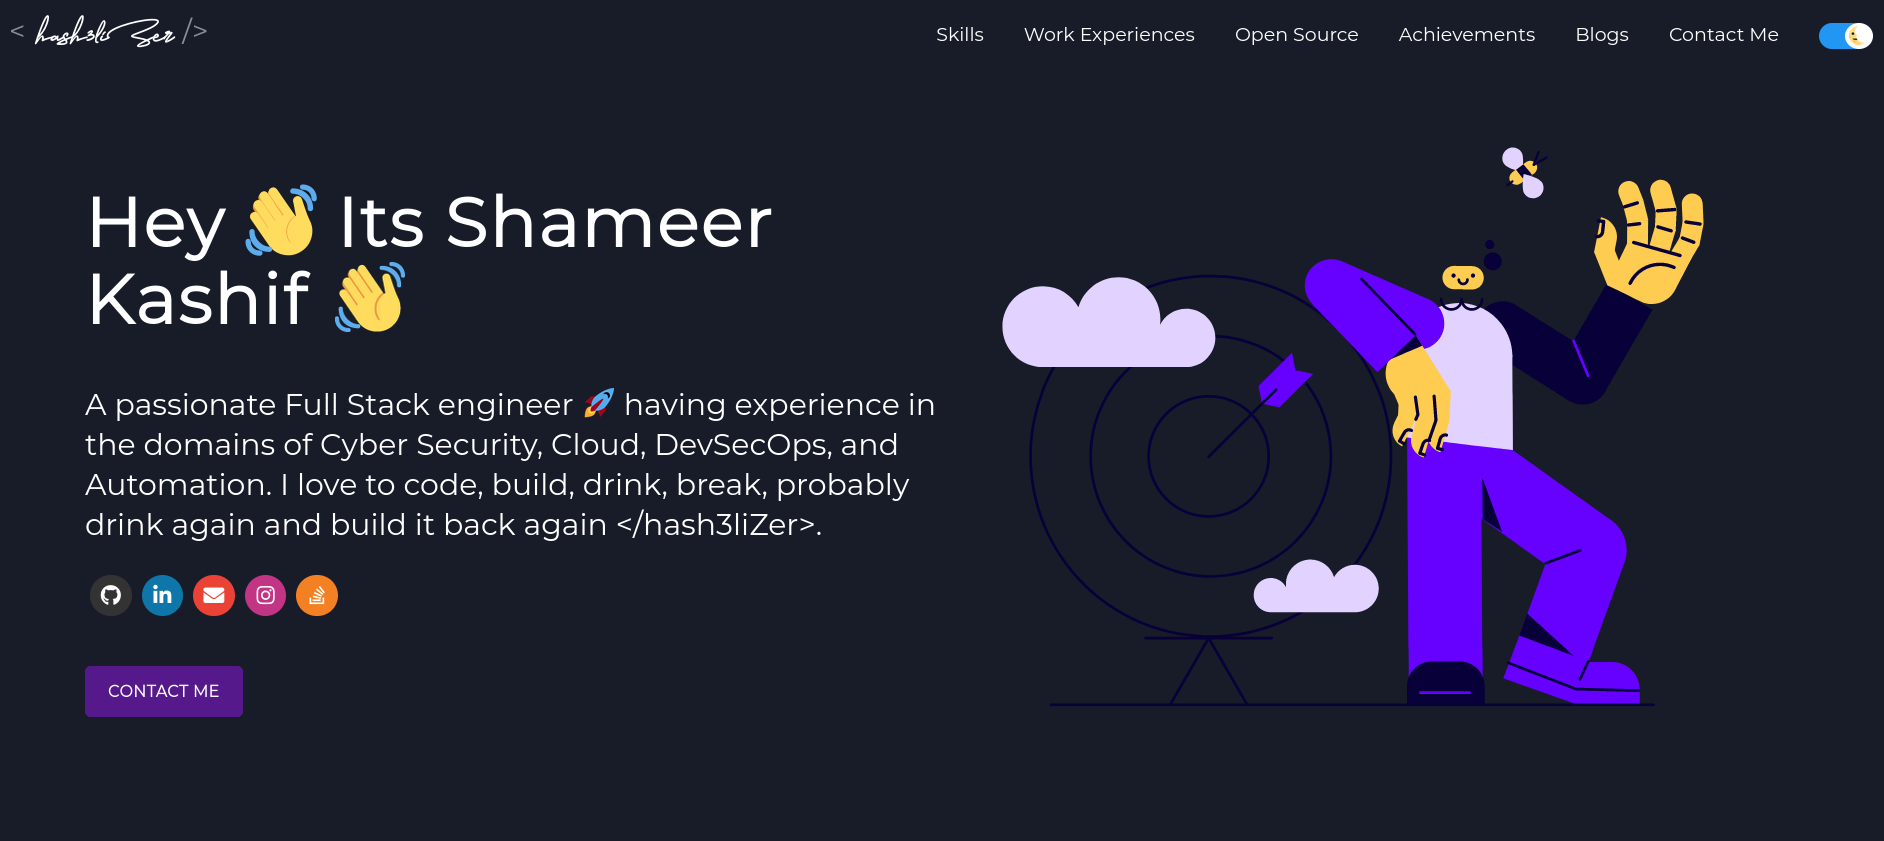 < hash3liZer />
Skills
Work Experiences
Open Source
Achievements
Blogs
Contact Me
Hey 👋 Its Shameer
Kashif 👋
A passionate Full Stack engineer 🚀 having experience in
the domains of Cyber Security, Cloud, DevSecOps, and
Automation. I love to code, build, drink, break, probably
drink again and build it back again </hash3liZer>.
in
CONTACT ME